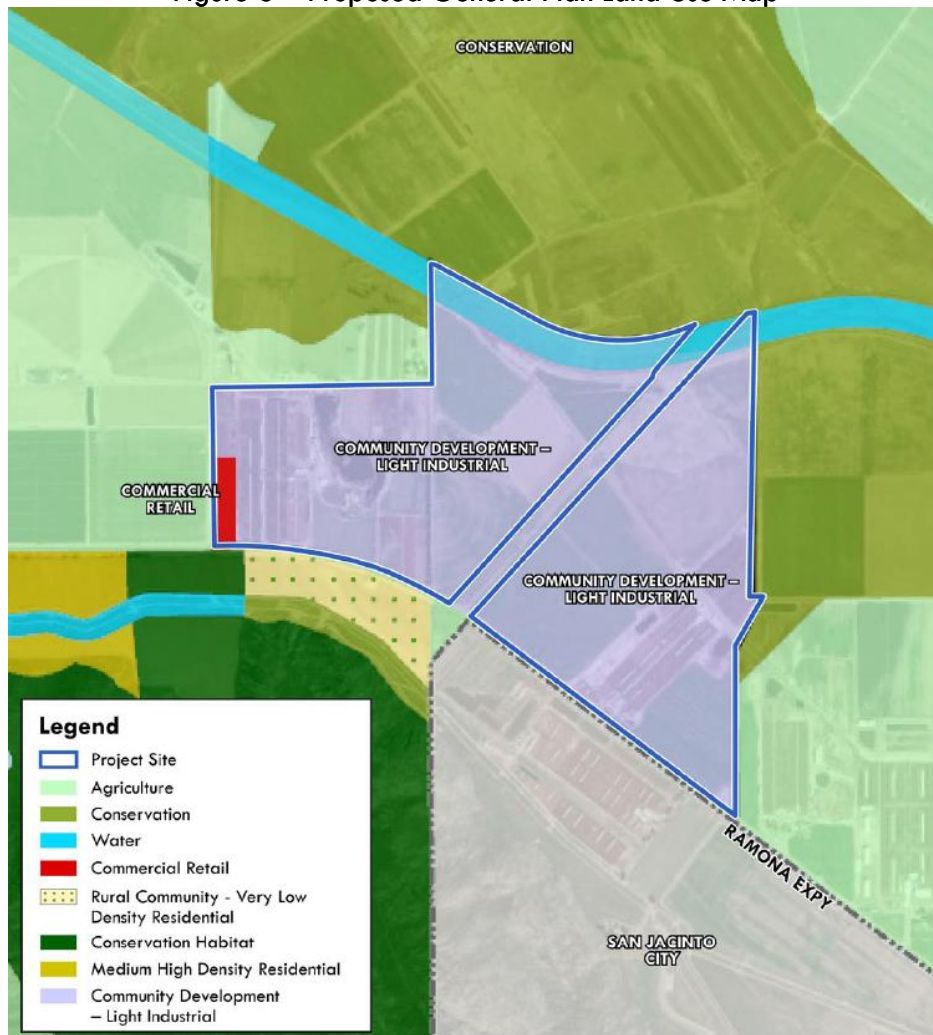 CONSERVATION
COMMUNITY DEVELOPMENT –
LIGHT INDUSTRIAL
COMMERCIAL
RETAIL
COMMUNITY DEVELOPMENT –
LIGHT INDUSTRIAL
RAMONA EXPY
SAN JACINTO
CITY
Legend
Project Site
Agriculture
Conservation
Water
Commercial Retail
Rural Community - Very Low
Density Residential
Conservation Habitat
Medium High Density Residential
Community Development
– Light Industrial